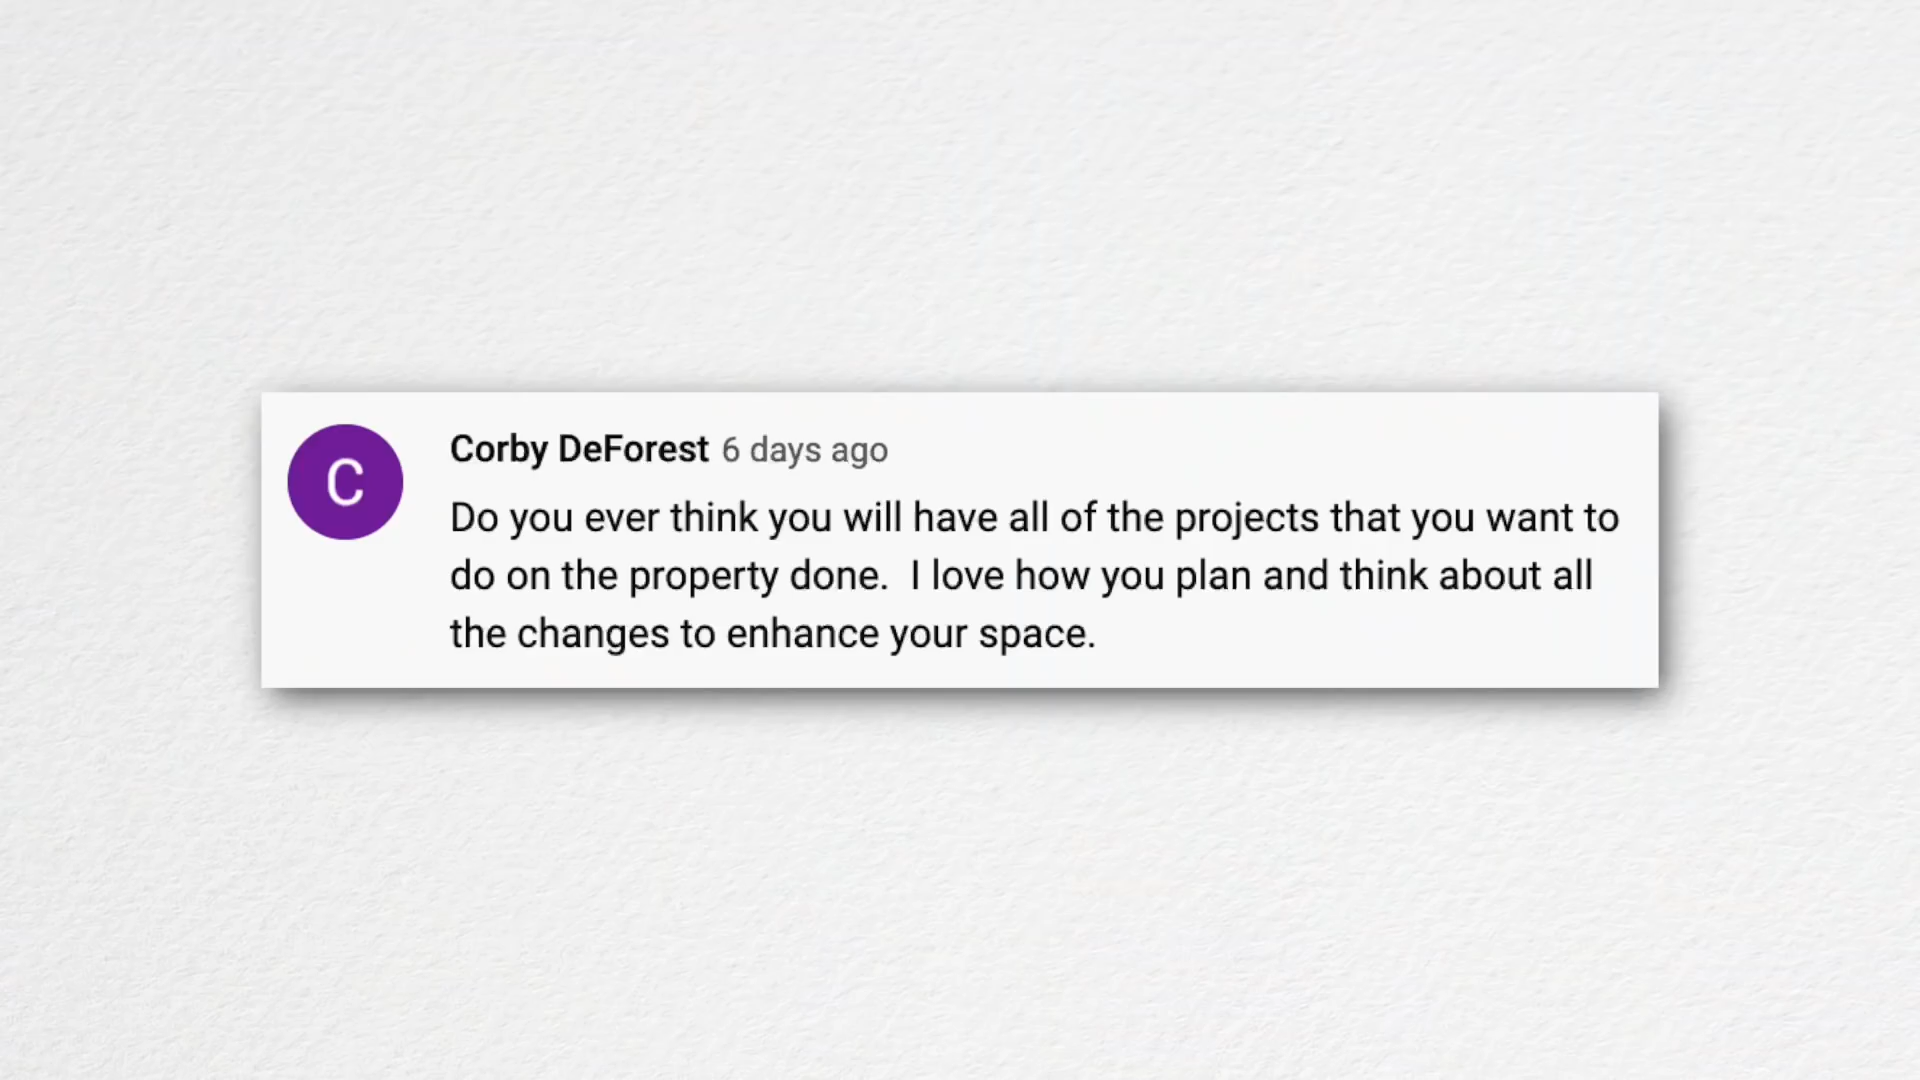 C
Corby DeForest 6 days ago
Do you ever think you will have all of the projects that you want to
do on the property done.  I love how you plan and think about all
the changes to enhance your space.